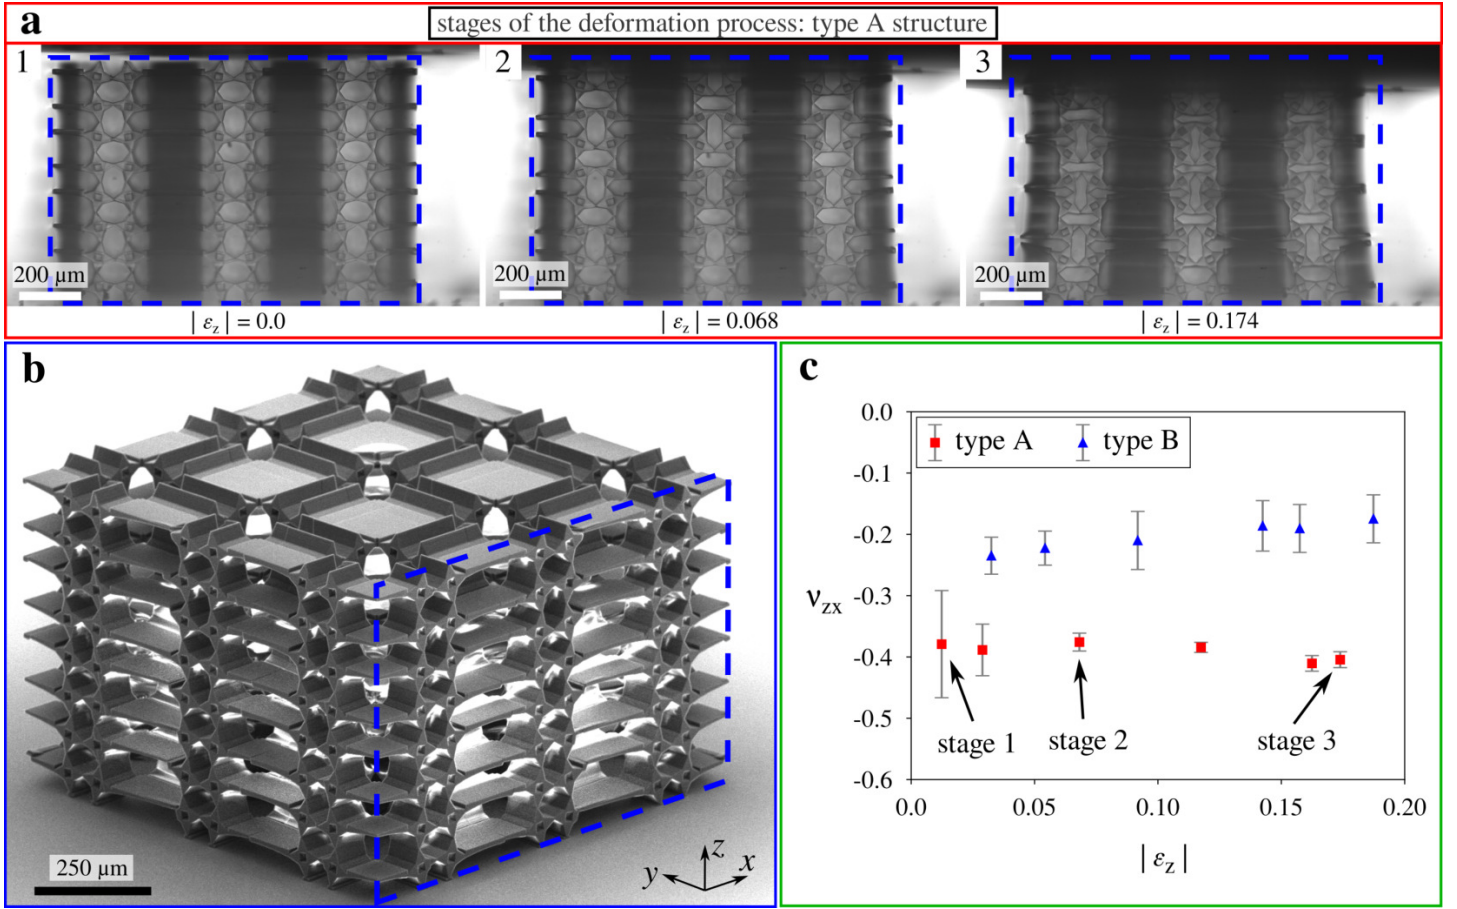 a
stages of the deformation process: type A structure
1
2
3
200 µm
200 µm
200 µm
| εz | = 0.0
| εz | = 0.068
| εz | = 0.174
b
250 µm
z
y
x
c
0.0
type A
type B
-0.1
-0.2
-0.3
νzx
-0.4
-0.5
stage 1
stage 2
stage 3
-0.6
0.0
0.05
0.10
0.15
0.20
| εz |